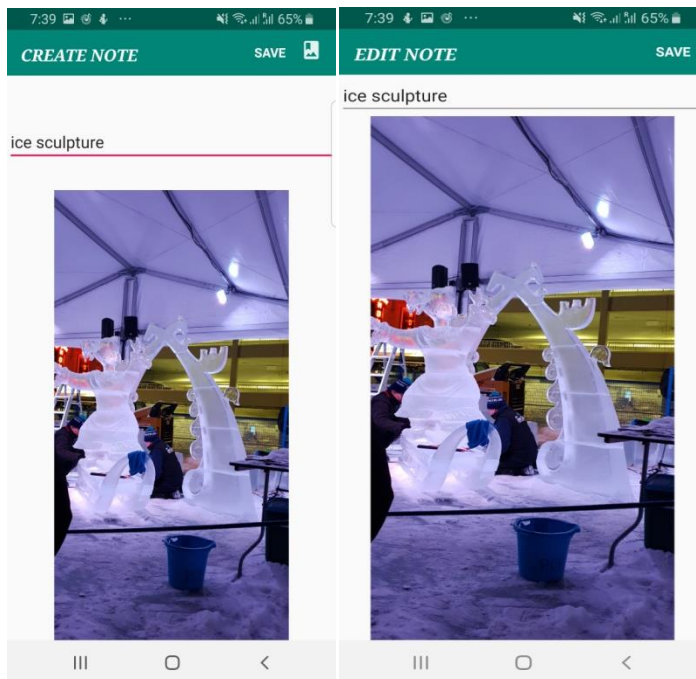 7:39 ... 65%
CREATE NOTE SAVE
ice sculpture
7:39 ... 65%
EDIT NOTE SAVE
ice sculpture